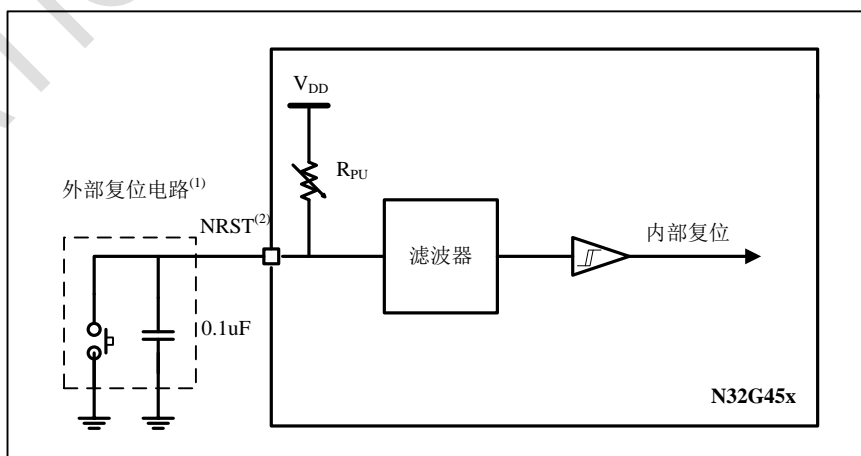 V_DD
R_PU
外部复位电路(1)
NRST(2)
滤波器
内部复位
0.1uF
N32G45x